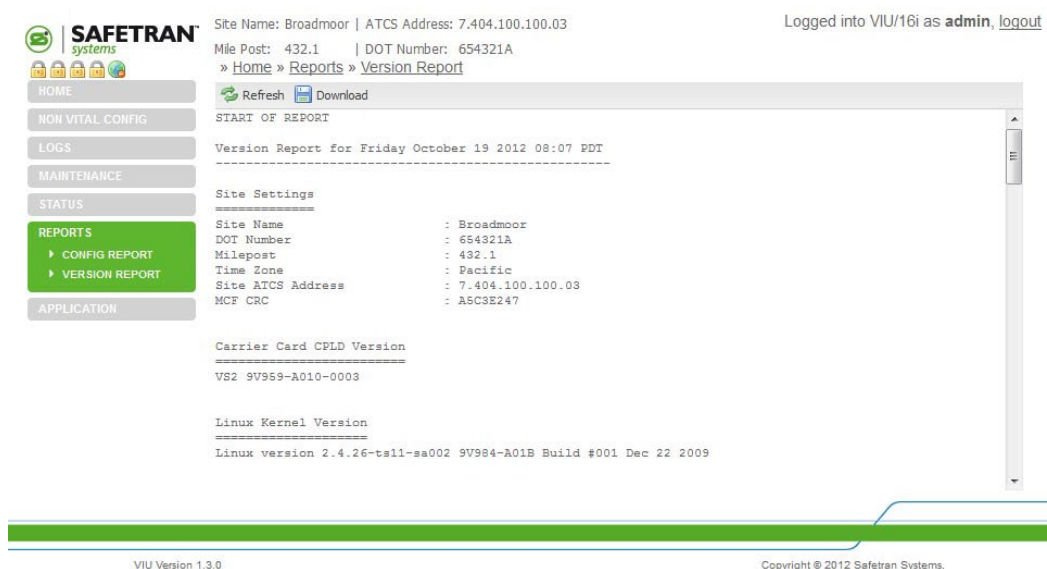 SAFETRAN
systems
Site Name: Broadmoor | ATCS Address: 7.404.100.100.03
Mile Post: 432.1 | DOT Number: 654321A
» Home » Reports » Version Report
Logged into VIU/16i as admin, logout
HOME
NON VITAL CONFIG
LOGS
MAINTENANCE
STATUS
REPORTS
CONFIG REPORT
VERSION REPORT
APPLICATION
Refresh Download
START OF REPORT
Version Report for Friday October 19 2012 08:07 PDT
----------------------------------------------------
Site Settings
=============
Site Name : Broadmoor
DOT Number : 654321A
Milepost : 432.1
Time Zone : Pacific
Site ATCS Address : 7.404.100.100.03
MCF CRC : A5C3E247
Carrier Card CPLD Version
=========================
VS2 9V959-A010-0003
Linux Kernel Version
====================
Linux version 2.4.26-ts11-sa002 9V984-A01B Build #001 Dec 22 2009
VIU Version 1.3.0
Copyright © 2012 Safetran Systems.